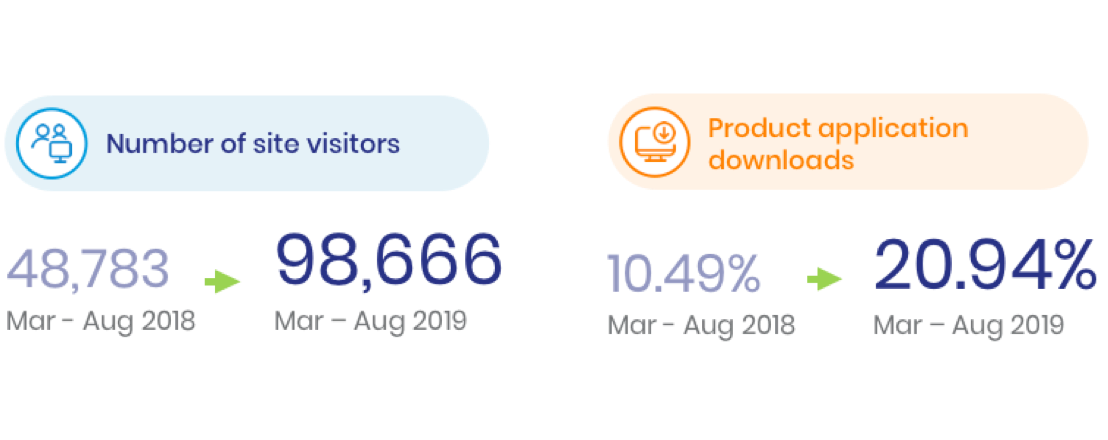 Number of site visitors
48,783
98,666
Mar - Aug 2018
Mar – Aug 2019
Product application
downloads
10.49%
20.94%
Mar - Aug 2018
Mar – Aug 2019